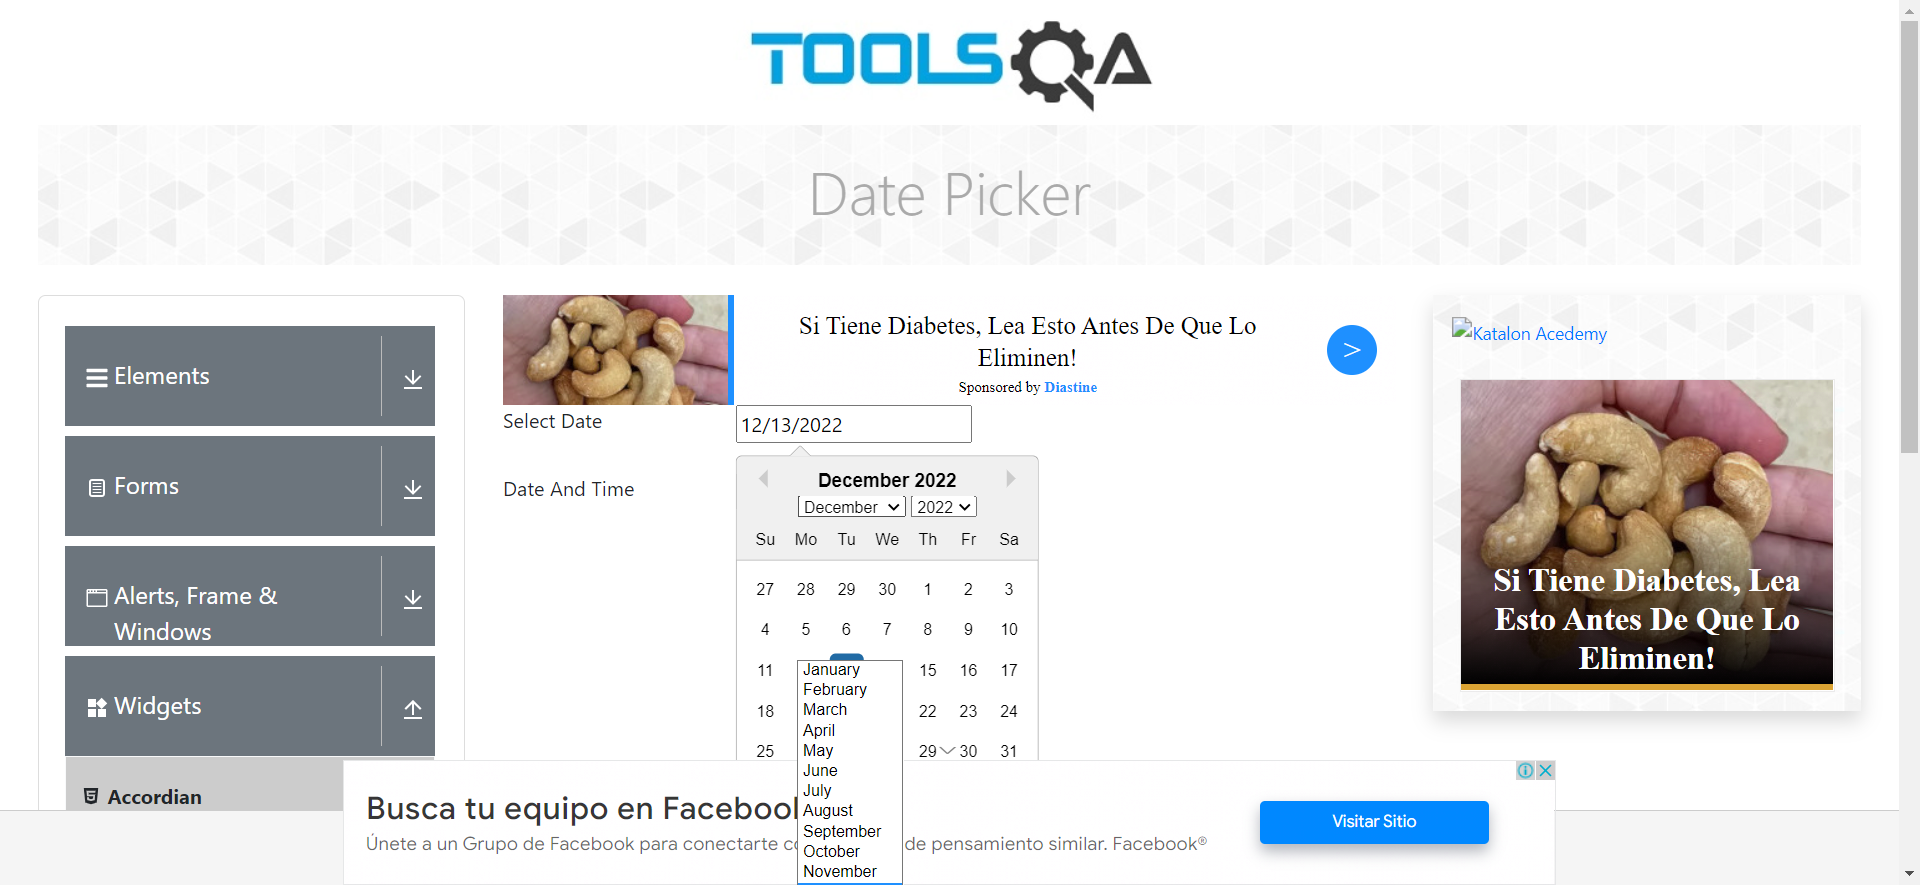 TOOLSQA
Date Picker
Elements
Forms
Alerts, Frame &
Windows
Widgets
Accordian
Si Tiene Diabetes, Lea Esto Antes De Que Lo
Eliminen!
Sponsored by Diastine
>
Select Date
12/13/2022
Date And Time
December 2022
December 2022
Su Mo Tu We Th Fr Sa
27 28 29 30 1 2 3
4 5 6 7 8 9 10
11 15 16 17
18 22 23 24
25 29 30 31
January
February
March
April
May
June
July
August
September
October
November
Katalon Acedemy
Si Tiene Diabetes, Lea
Esto Antes De Que Lo
Eliminen!
Busca tu equipo en Facebook
Únete a un Grupo de Facebook para conectarte de pensamiento similar. Facebook®
Visitar Sitio